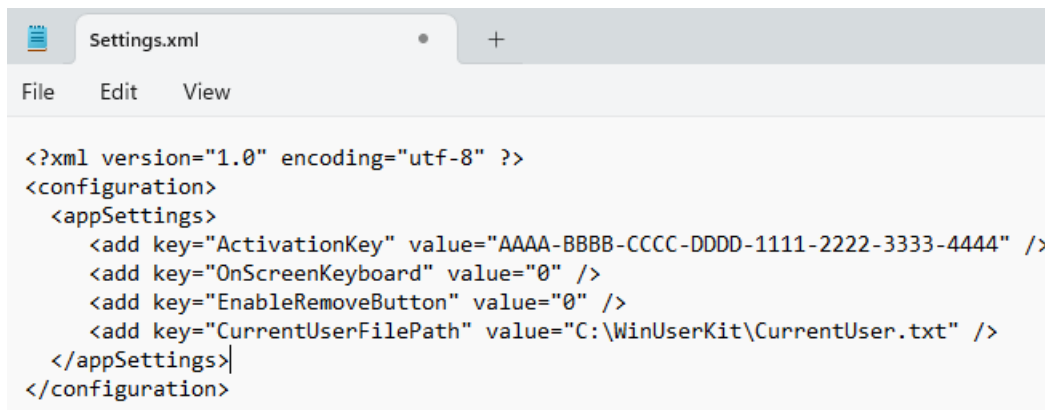 Settings.xml
File Edit View
<?xml version="1.0" encoding="utf-8" ?>
<configuration>
  <appSettings>
     <add key="ActivationKey" value="AAAA-BBBB-CCCC-DDDD-1111-2222-3333-4444" />
     <add key="OnScreenKeyboard" value="0" />
     <add key="EnableRemoveButton" value="0" />
     <add key="CurrentUserFilePath" value="C:\WinUserKit\CurrentUser.txt" />
  </appSettings>
</configuration>